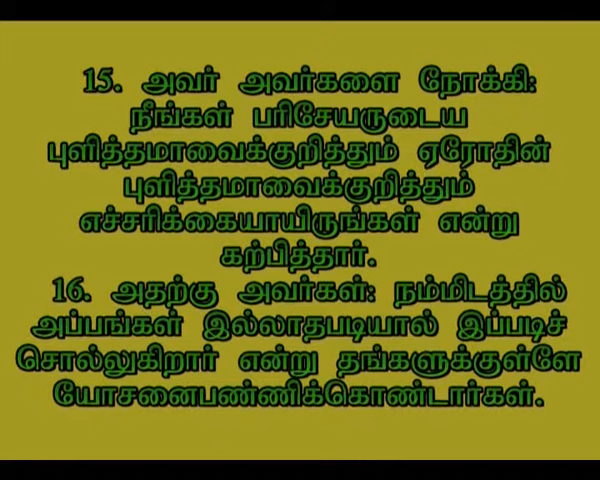 15. அவர் அவர்களை நோக்கி:
நீங்கள் பரிசேயருடைய
புளித்தமாவைக்குறித்தும் ஏரோதின்
புளித்தமாவைக்குறித்தும்
எச்சரிக்கையாயிருங்கள் என்று
கற்பித்தார்.
16. அதற்கு அவர்கள்: நம்மிடத்தில்
அப்பங்கள் இல்லாதபடியால் இப்படிச்
சொல்லுகிறார் என்று தங்களுக்குள்ளே
யோசனைபண்ணிக்கொண்டார்கள்.